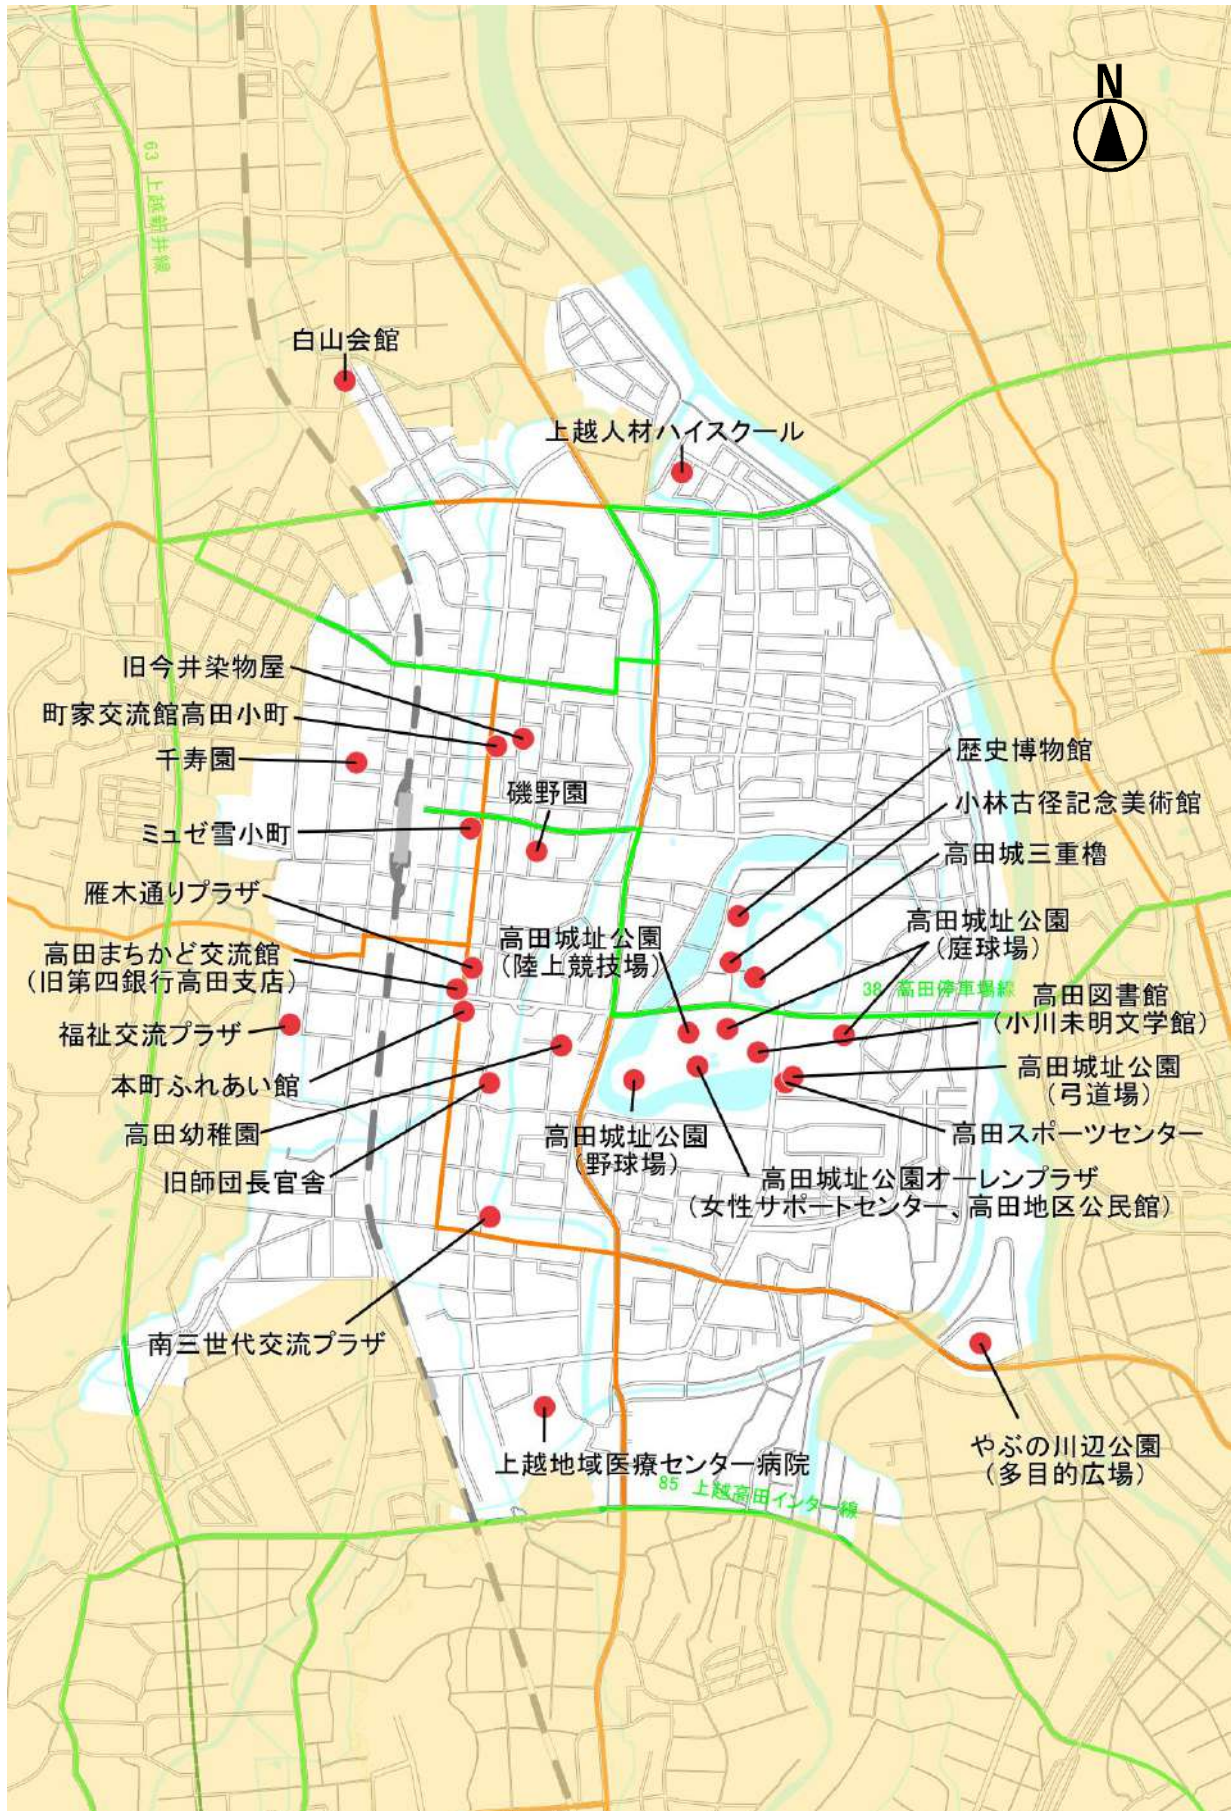 N
63 上越新井線
白山会館
上越人材ハイスクール
旧今井染物屋
町家交流館高田小町
千寿園
磯野園
ミュゼ雪小町
歴史博物館
小林古径記念美術館
高田城三重櫓
雁木通りプラザ
高田城址公園
(陸上競技場)
高田城址公園
(庭球場)
高田まちかど交流館
(旧第四銀行高田支店)
38 高田停車場線
高田図書館
(小川未明文学館)
福祉交流プラザ
本町ふれあい館
高田城址公園
(弓道場)
高田幼稚園
高田城址公園
(野球場)
高田スポーツセンター
旧師団長官舎
高田城址公園オーレンプラザ
(女性サポートセンター、高田地区公民館)
南三世代交流プラザ
やぶの川辺公園
(多目的広場)
上越地域医療センター病院
85 上越高田インター線